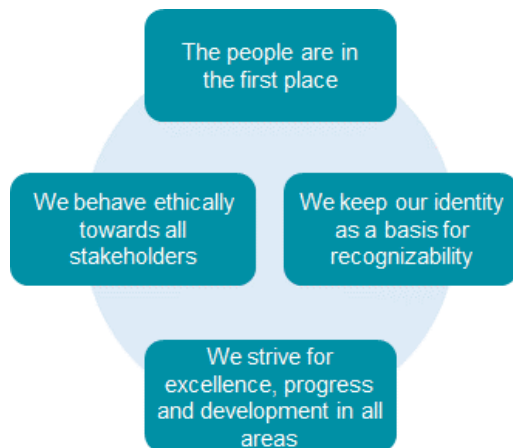 The people are in
the first place
We behave ethically
towards all
stakeholders
We keep our identity
as a basis for
recognizability
We strive for
excellence, progress
and development in all
areas